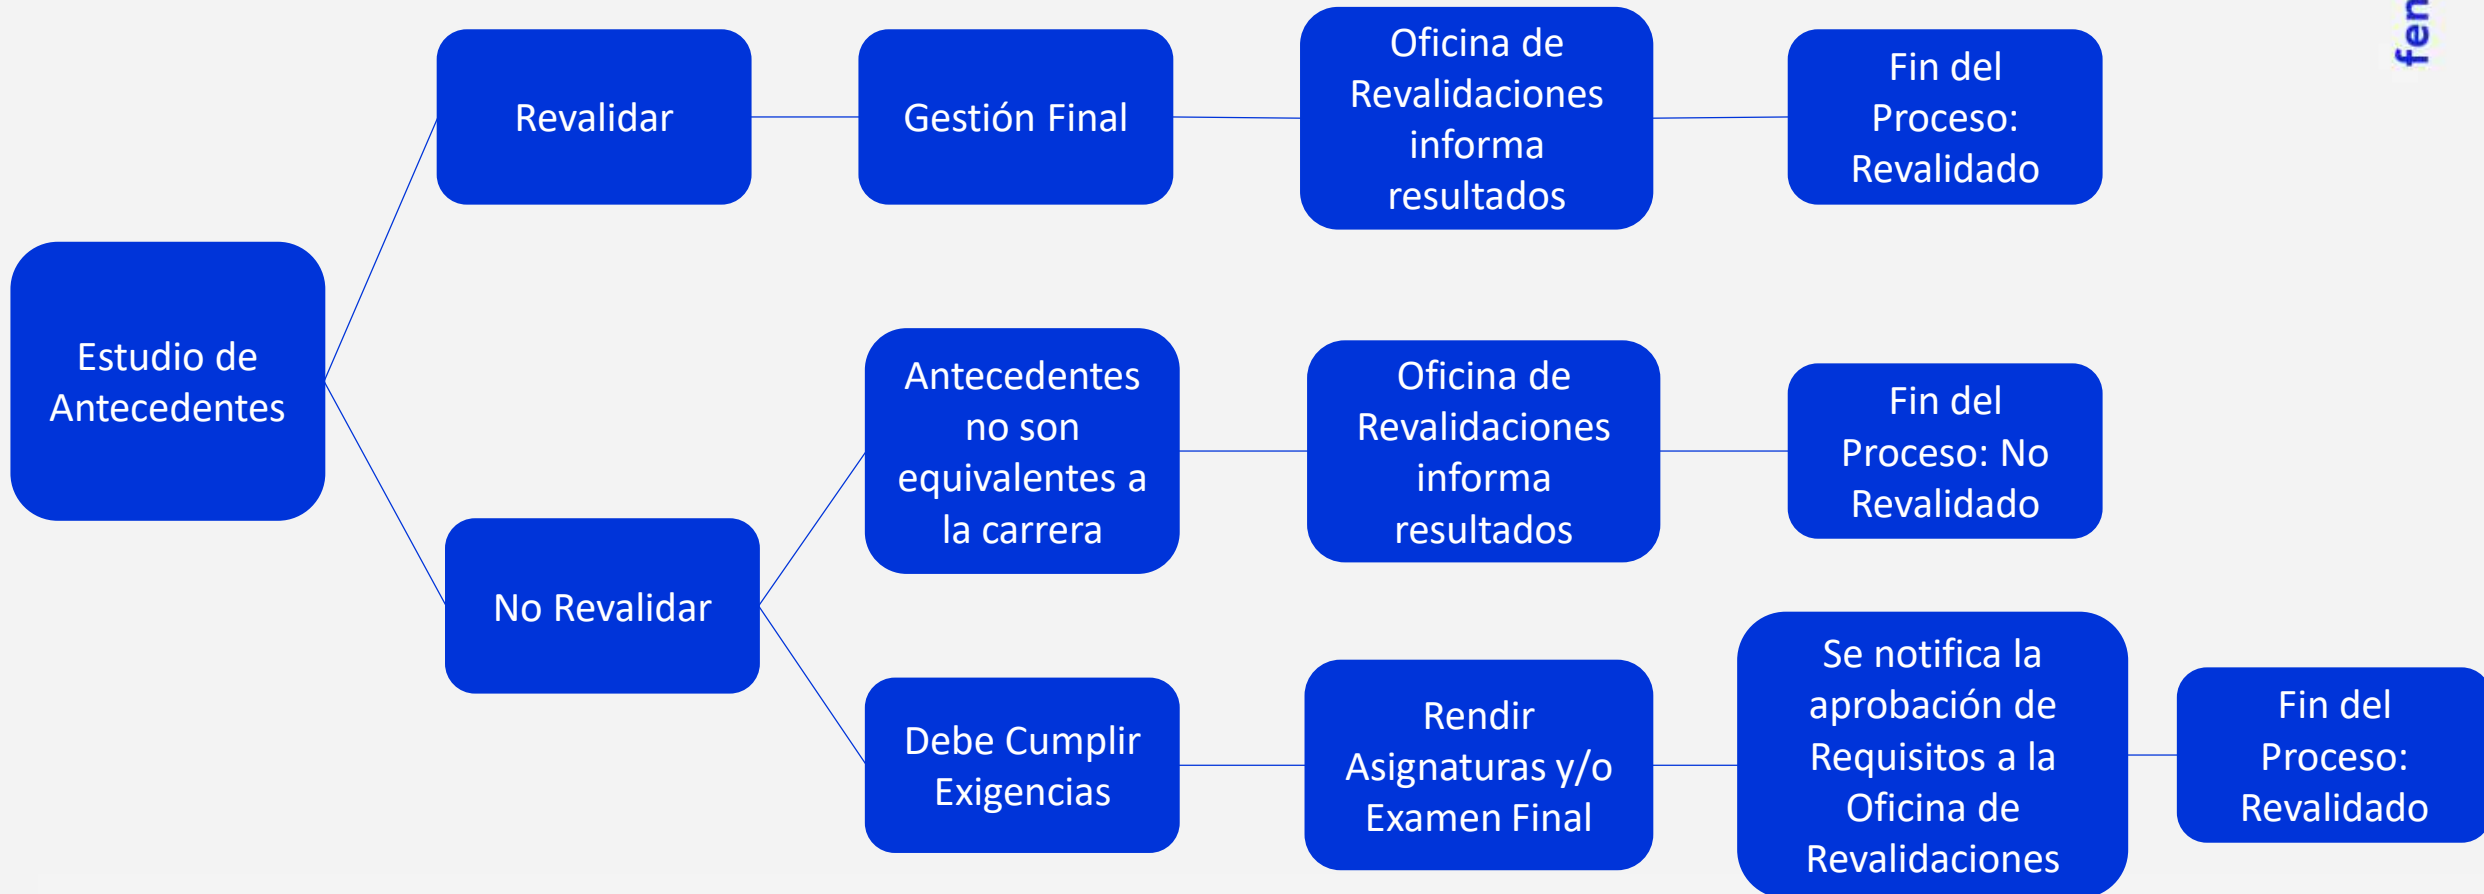 fen
Revalidar
Gestión Final
Oficina de
Revalidaciones
informa
resultados
Fin del
Proceso:
Revalidado
Estudio de
Antecedentes
Antecedentes
no son
equivalentes a
la carrera
Oficina de
Revalidaciones
informa
resultados
Fin del
Proceso: No
Revalidado
No Revalidar
Debe Cumplir
Exigencias
Rendir
Asignaturas y/o
Examen Final
Se notifica la
aprobación de
Requisitos a la
Oficina de
Revalidaciones
Fin del
Proceso:
Revalidado